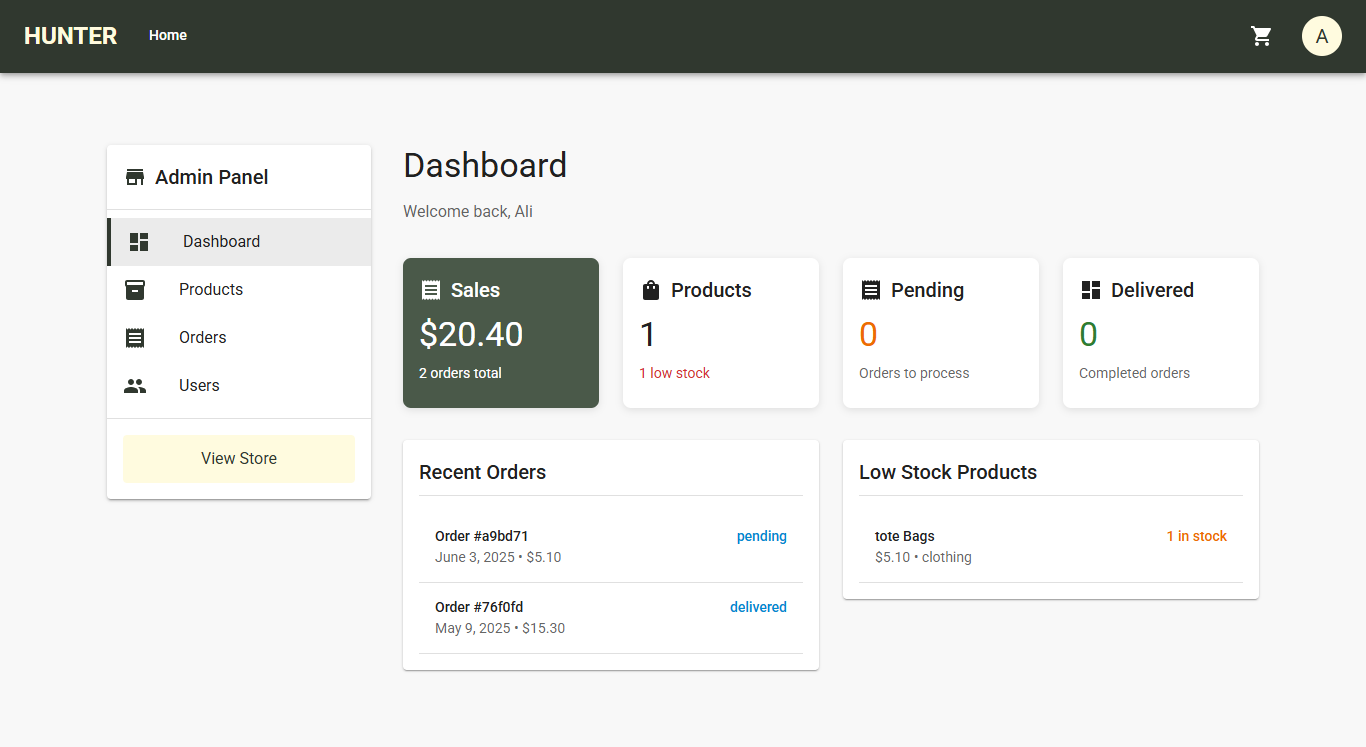 HUNTER
Home
A
Admin Panel
Dashboard
Products
Orders
Users
View Store
Dashboard
Welcome back, Ali
Sales
$20.40
2 orders total
Products
1
1 low stock
Pending
0
Orders to process
Delivered
0
Completed orders
Recent Orders
Order #a9bd71
pending
June 3, 2025 • $5.10
Order #76f0fd
delivered
May 9, 2025 • $15.30
Low Stock Products
tote Bags
1 in stock
$5.10 • clothing